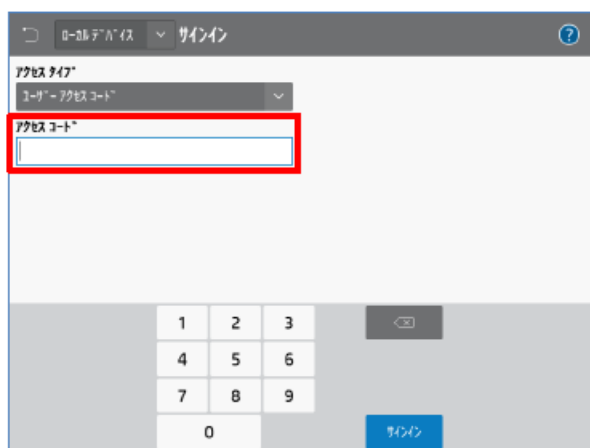 ﾛｰｶﾙ ﾃﾞﾊﾞｲｽ ｻｲﾝｲﾝ ?
ｱｸｾｽ ﾀｲﾌﾟ
ﾕｰｻﾞｰ ｱｸｾｽ ｺｰﾄﾞ
ｱｸｾｽ ｺｰﾄﾞ
1 2 3
4 5 6
7 8 9
0 ｻｲﾝｲﾝ